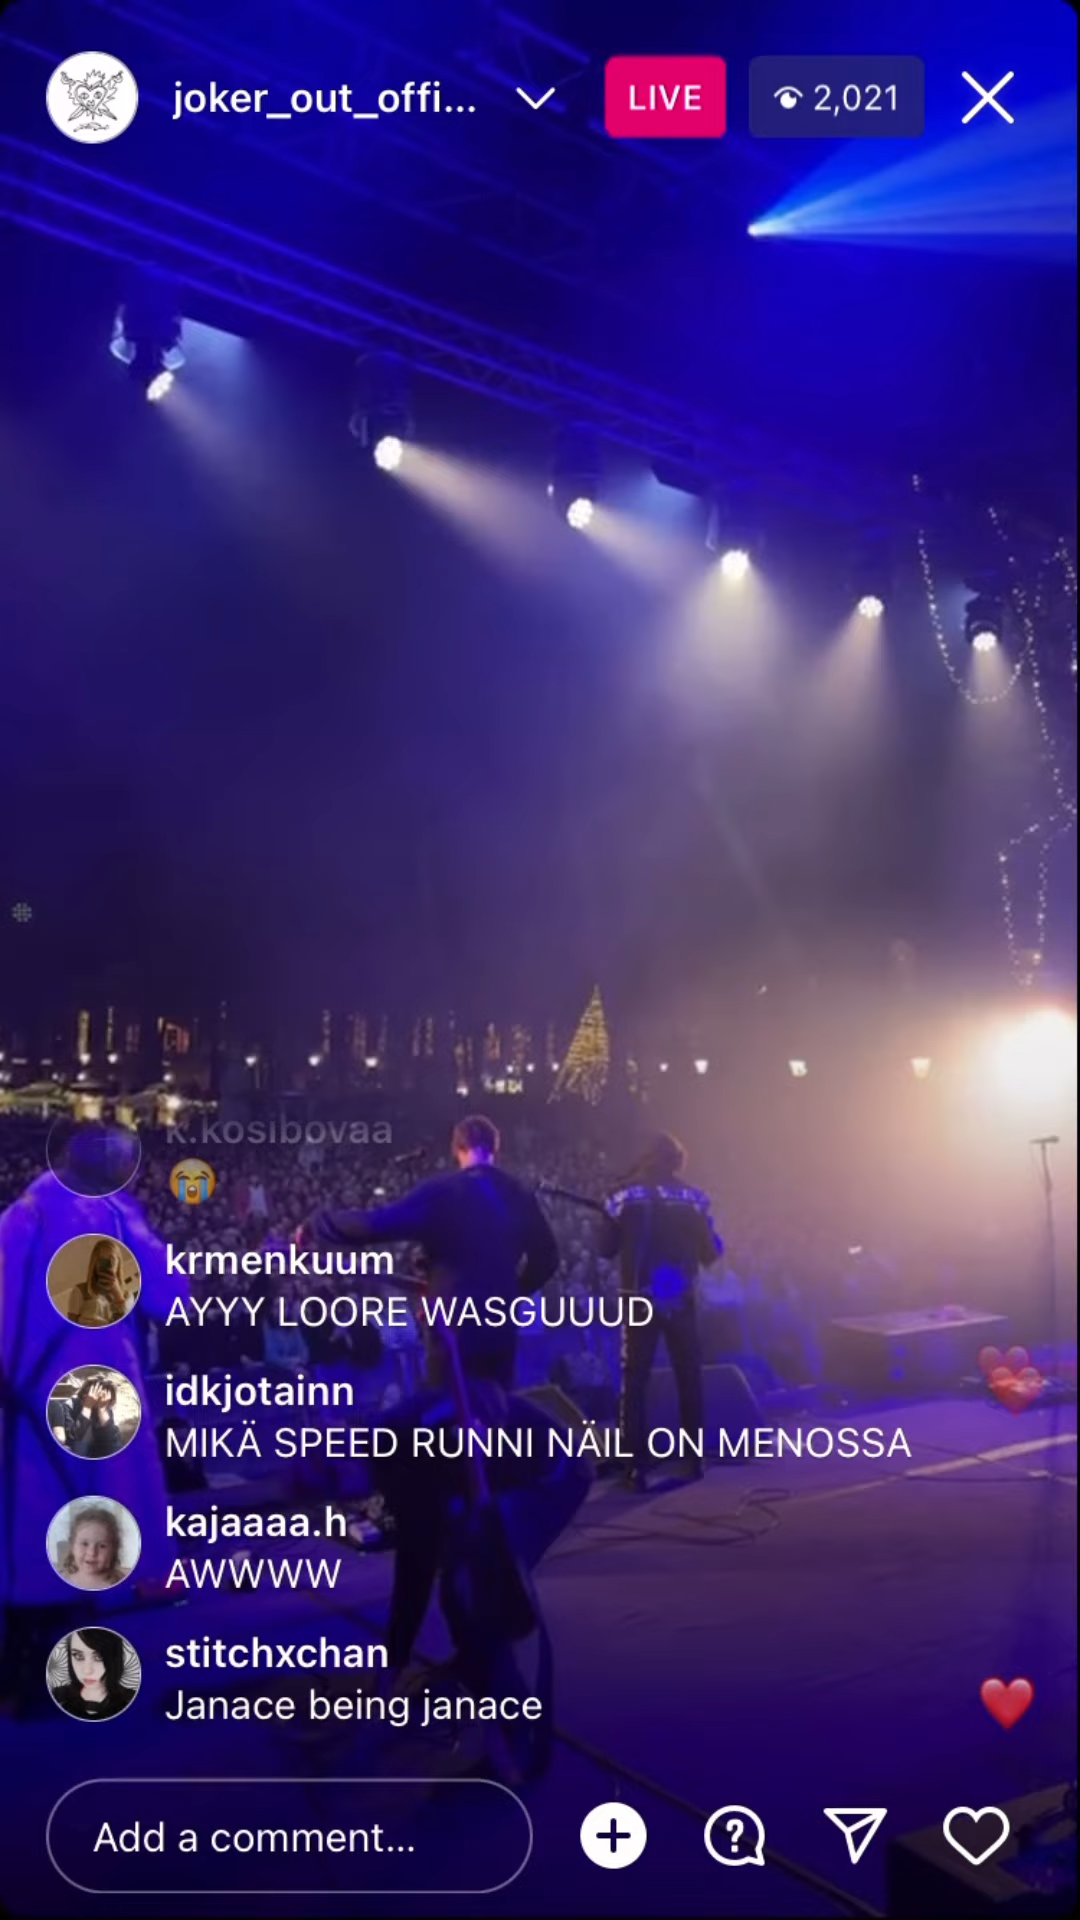 joker_out_offi...
LIVE
2,021
k.kosibovaa
😭
krmenkuum
AYYY LOORE WASGUUUD
idkjotainn
MIKÄ SPEED RUNNI NÄIL ON MENOSSA
kajaaaa.h
AWWWW
stitchxchan
Janace being janace
Add a comment...